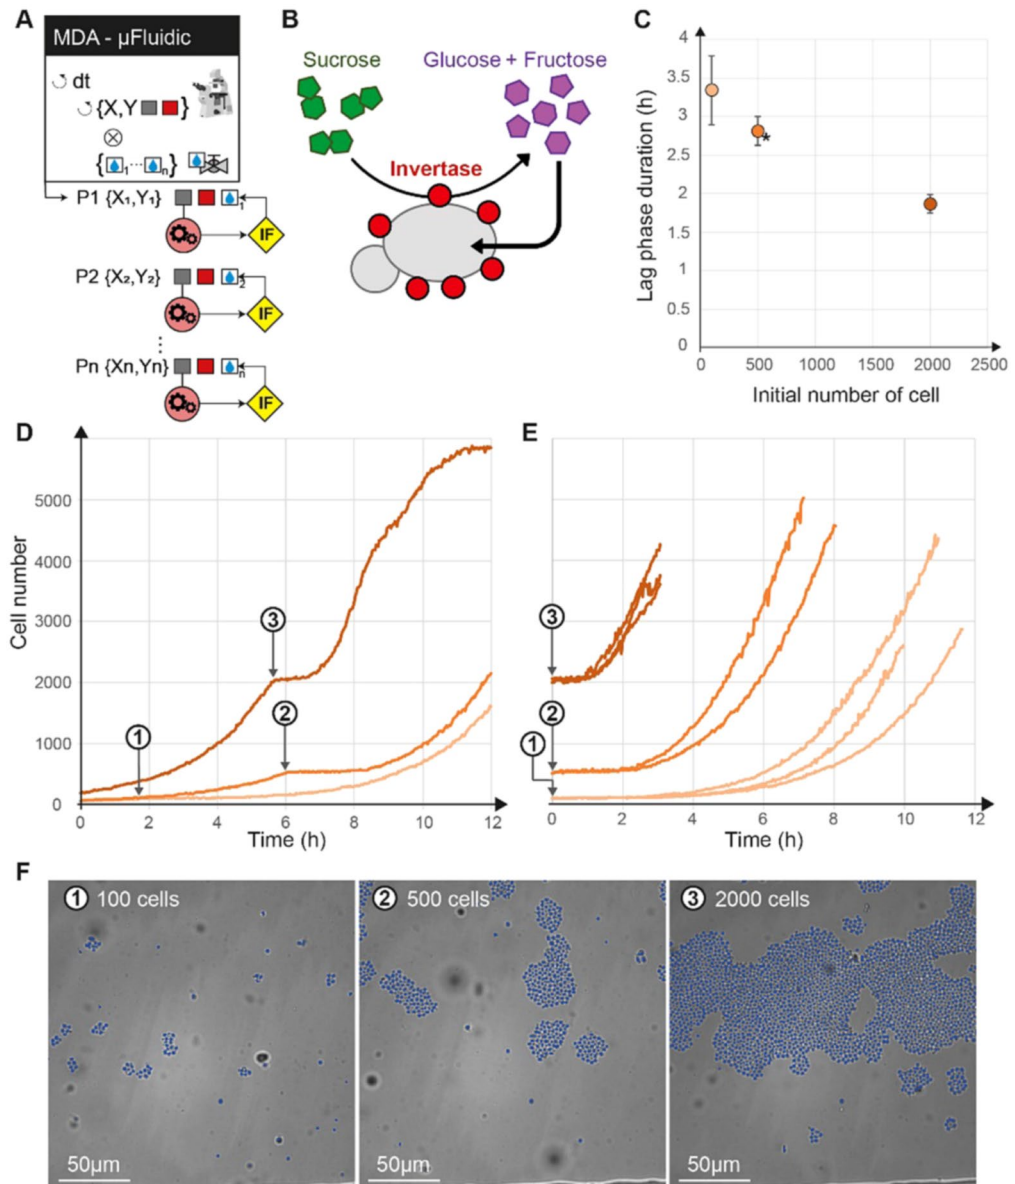 A
MDA - µFluidic
dt
{X,Y }
{ 1 ... n }
P1 {X₁,Y₁}
1
IF
P2 {X₂,Y₂}
2
IF
Pn {Xn,Yn}
n
IF
B
Sucrose
Glucose + Fructose
Invertase
C
Lag phase duration (h)
4
3.5
3
2.5
2
1.5
1
0.5
0
*
0 500 1000 1500 2000 2500
Initial number of cell
D
Cell number
5000
4000
3000
2000
1000
0
1
2
3
0 2 4 6 8 10 12
Time (h)
E
3
2
1
0 2 4 6 8 10 12
Time (h)
F
1 100 cells
50µm
2 500 cells
50µm
3 2000 cells
50µm